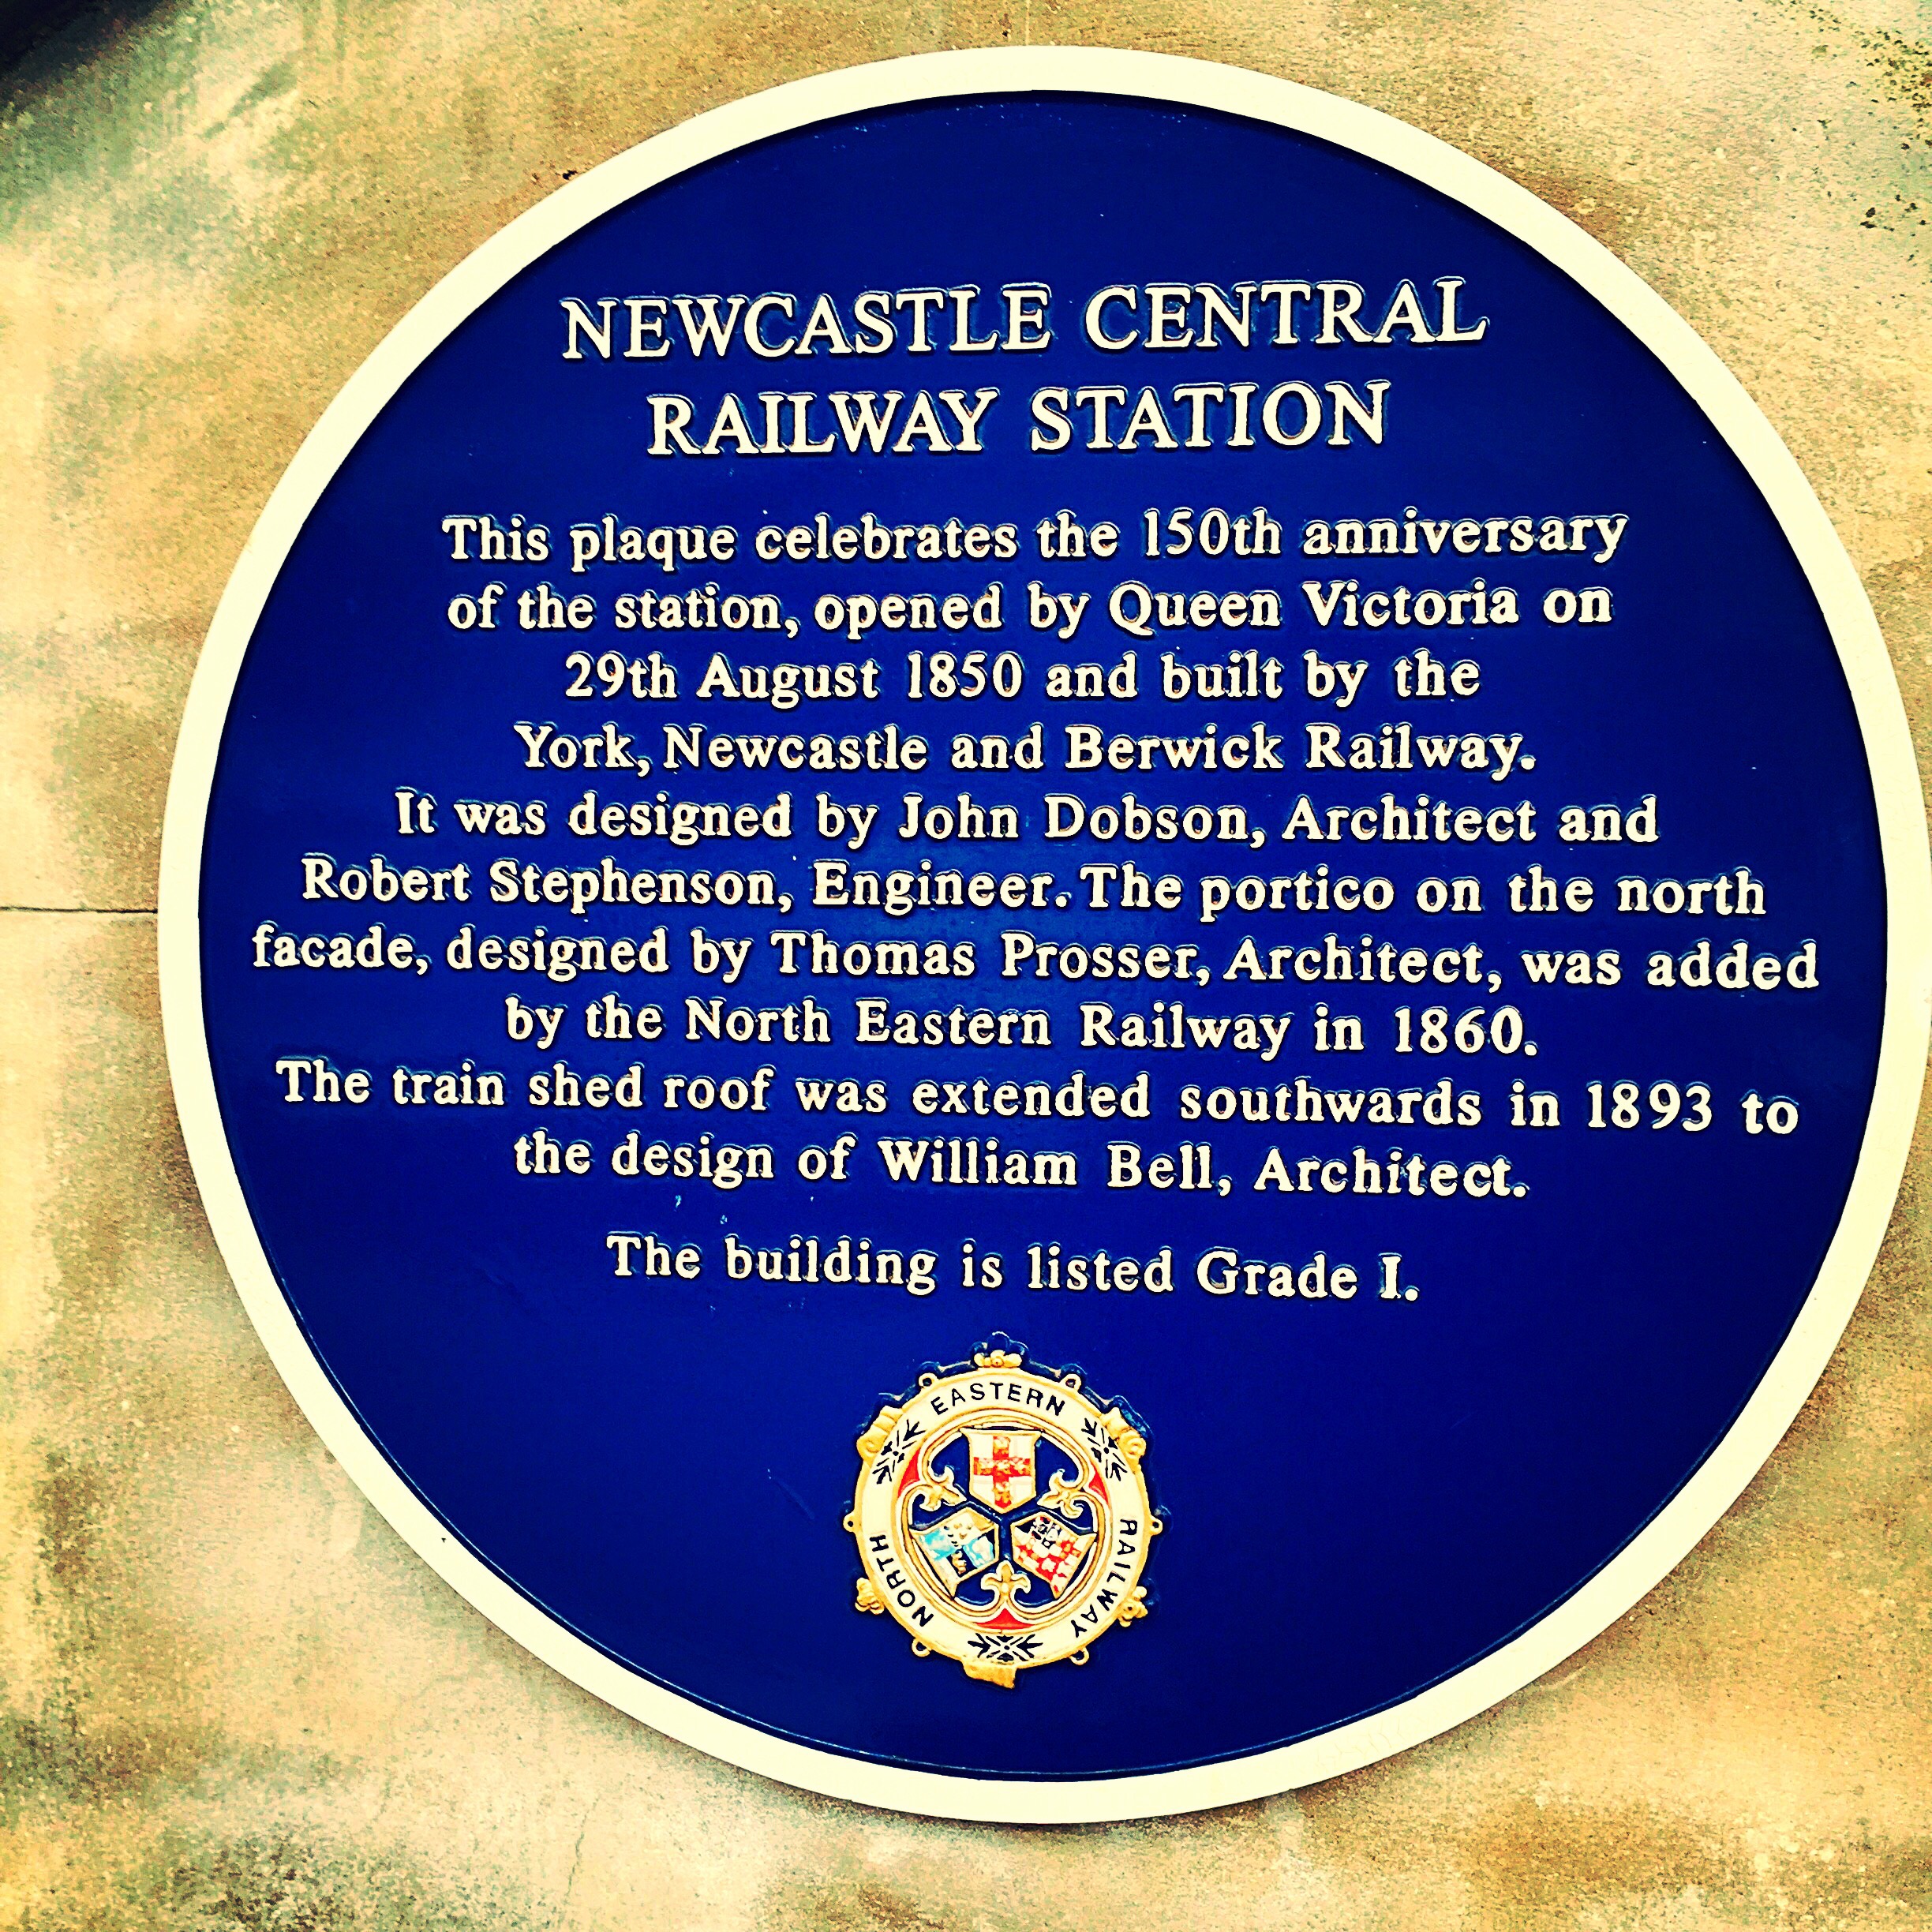 NEWCASTLE CENTRAL
RAILWAY STATION
This plaque celebrates the 150th anniversary
of the station, opened by Queen Victoria on
29th August 1850 and built by the
York, Newcastle and Berwick Railway.
It was designed by John Dobson, Architect and
Robert Stephenson, Engineer. The portico on the north
facade, designed by Thomas Prosser, Architect, was added
by the North Eastern Railway in 1860.
The train shed roof was extended southwards in 1893 to
the design of William Bell, Architect.
The building is listed Grade I.
NORTH EASTERN RAILWAY